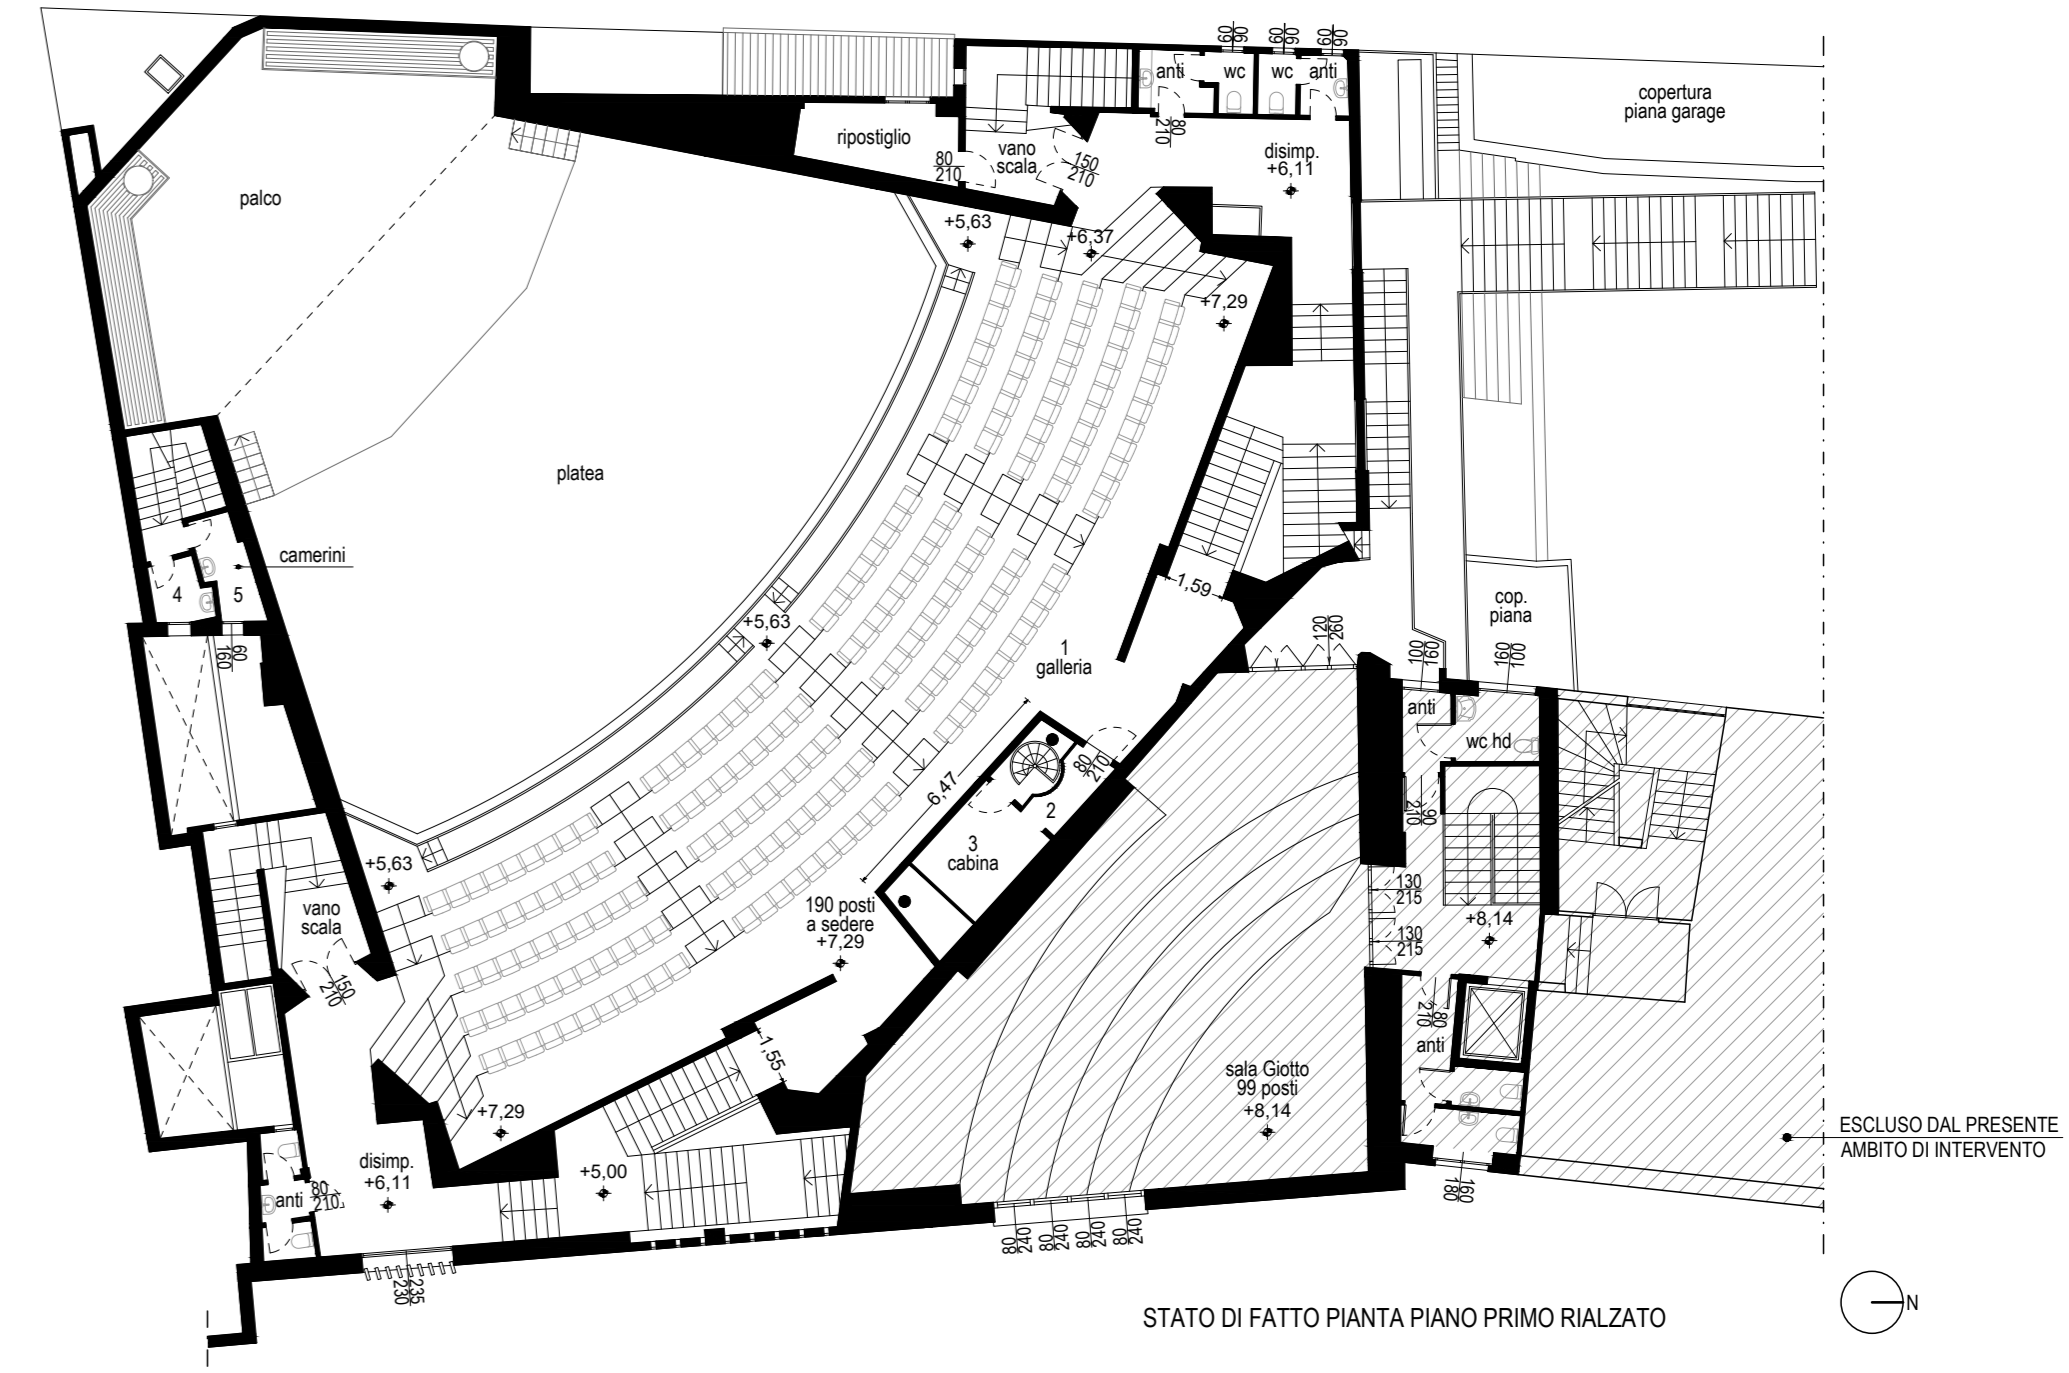 60
90
60
90
60
90
anti
wc
wc
anti
copertura
piana garage
ripostiglio
80
210
vano
scala
150
210
80
210
disimp.
+6,11
palco
+5,63
+6,37
+7,29
platea
camerini
4
5
60
160
1,59
+5,63
1
galleria
120
260
cop.
piana
100
160
160
100
anti
wc hd
6,47
80
210
2
3
cabina
210
90
+5,63
190 posti
a sedere
+7,29
130
215
+8,14
130
215
vano
scala
150
210
1,55
210
80
anti
sala Giotto
99 posti
+8,14
+7,29
disimp.
+6,11
anti
80
210
+5,00
180
160
ESCLUSO DAL PRESENTE
AMBITO DI INTERVENTO
80
240
80
240
80
240
80
240
230
235
STATO DI FATTO PIANTA PIANO PRIMO RIALZATO
N